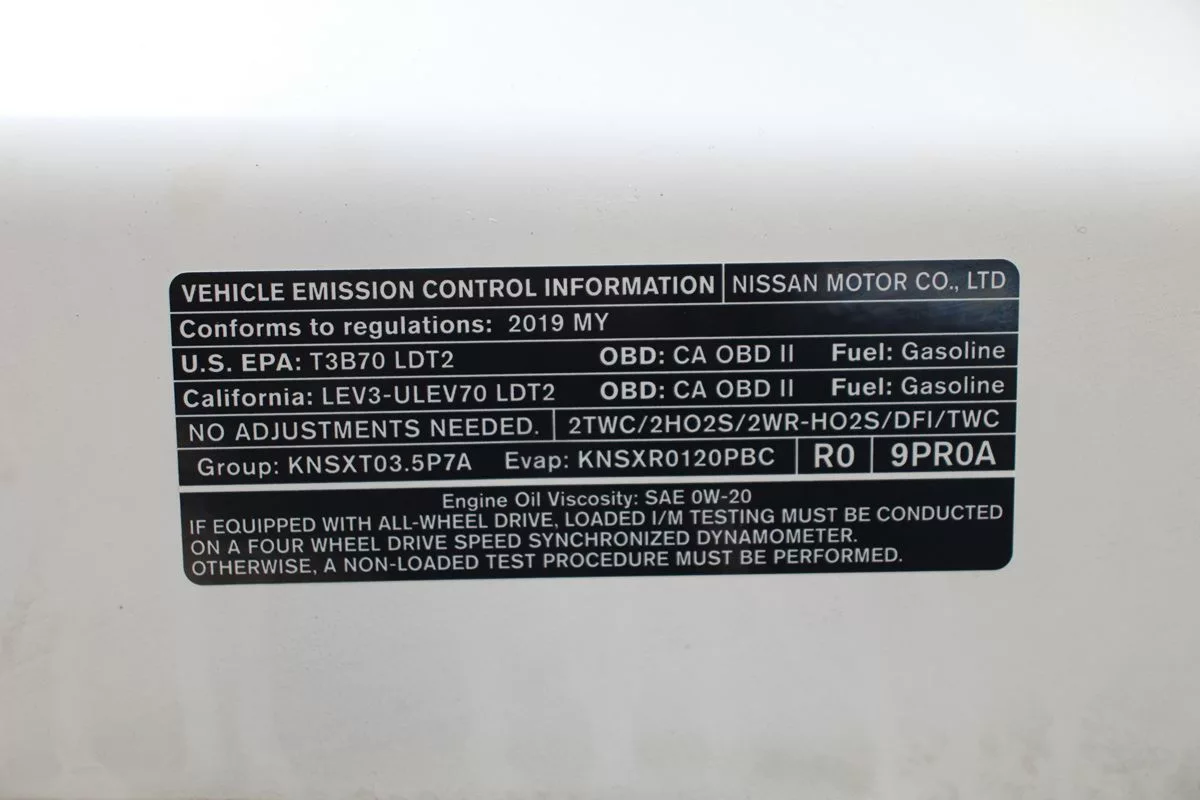 VEHICLE EMISSION CONTROL INFORMATION NISSAN MOTOR CO., LTD
Conforms to regulations: 2019 MY
U.S. EPA: T3B70 LDT2 OBD: CA OBD II Fuel: Gasoline
California: LEV3-ULEV70 LDT2 OBD: CA OBD II Fuel: Gasoline
NO ADJUSTMENTS NEEDED. 2TWC/2HO2S/2WR-HO2S/DFI/TWC
Group: KNSXT03.5P7A Evap: KNSXR0120PBC R0 9PR0A
Engine Oil Viscosity: SAE 0W-20
IF EQUIPPED WITH ALL-WHEEL DRIVE, LOADED I/M TESTING MUST BE CONDUCTED
ON A FOUR WHEEL DRIVE SPEED SYNCHRONIZED DYNAMOMETER.
OTHERWISE, A NON-LOADED TEST PROCEDURE MUST BE PERFORMED.